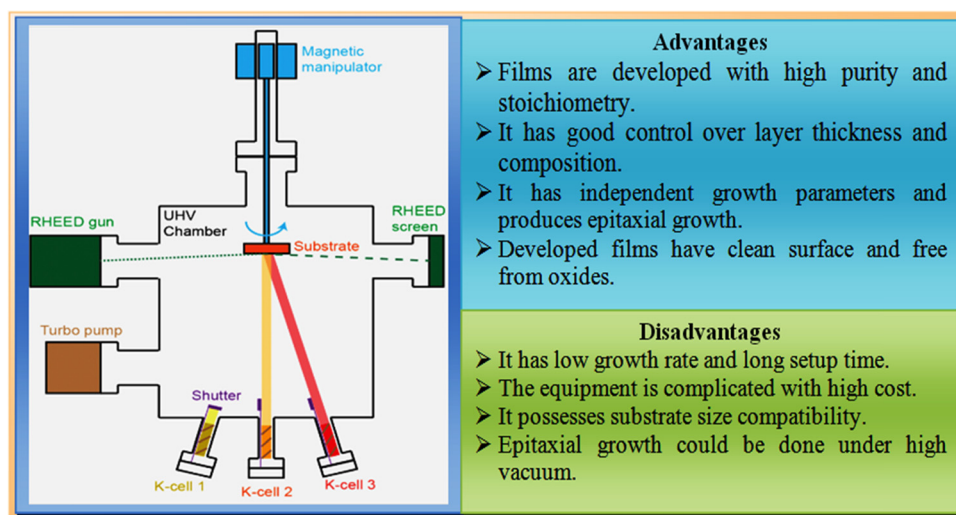 Magnetic
manipulator
RHEED gun
UHV
Chamber
RHEED
screen
Substrate
Turbo pump
Shutter
K-cell 1
K-cell 2
K-cell 3
Advantages
➤ Films are developed with high purity and
stoichiometry.
➤ It has good control over layer thickness and
composition.
➤ It has independent growth parameters and
produces epitaxial growth.
➤ Developed films have clean surface and free
from oxides.
Disadvantages
➤ It has low growth rate and long setup time.
➤ The equipment is complicated with high cost.
➤ It possesses substrate size compatibility.
➤ Epitaxial growth could be done under high
vacuum.